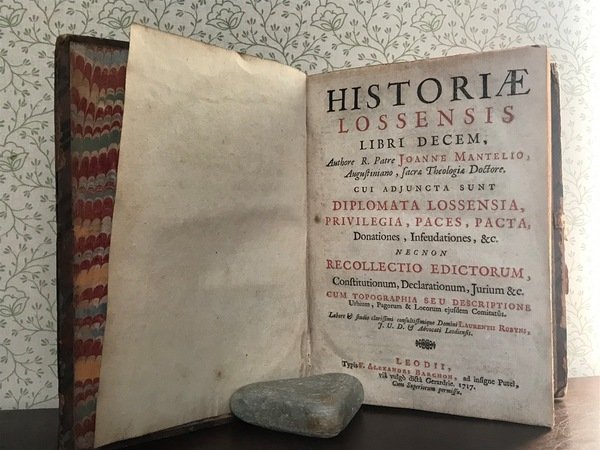 HISTORIÆ
LOSSENSIS
LIBRI DECEM,
Authore R. Patre JOANNE MANTELIO,
Augustiniano, sacræ Theologiæ Doctore,
CUI ADJUNCTA SUNT
DIPLOMATA LOSSENSIA,
PRIVILEGIA, PACES, PACTA,
Donationes, Infeudationes, &c.
NECNON
RECOLLECTIO EDICTORUM,
Constitutionum, Declarationum, Jurium &c.
CUM TOPOGRAPHIA SEU DESCRIPTIONE
Urbium, Pagorum & Locorum ejusdem Comitatûs.
Labore & studio clarissimi consultissimique Domini LAURENTII ROBYNS,
J. U. D. & Advocati Leodiensis.
LEODII,
Typis F. ALEXANDRI BARCHON, ad insigne Putei,
viâ vulgò dictâ Gerardrie. 1717.
Cum Superiorum permissu.